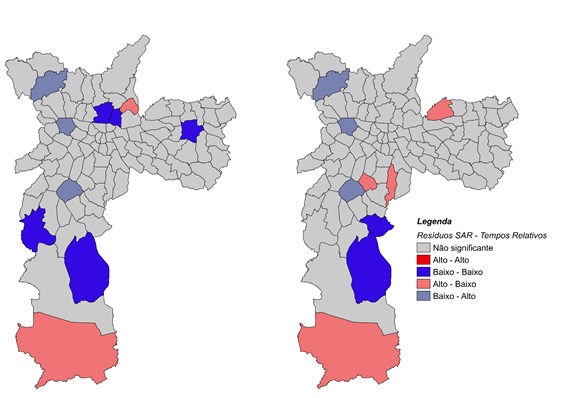 Legenda
Resíduos SAR - Tempos Relativos
Não significante
Alto - Alto
Baixo - Baixo
Alto - Baixo
Baixo - Alto